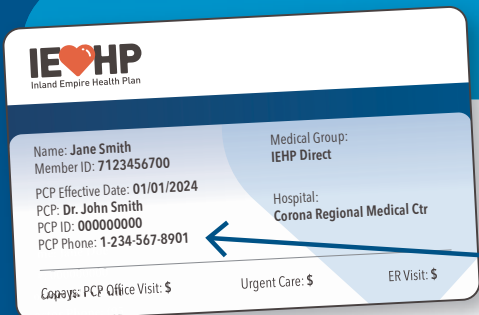 IEHP
Inland Empire Health Plan
Name: Jane Smith
Member ID: 7123456700
PCP Effective Date: 01/01/2024
PCP: Dr. John Smith
PCP ID: 000000000
PCP Phone: 1-234-567-8901
Medical Group:
IEHP Direct
Hospital:
Corona Regional Medical Ctr
Copays: PCP Office Visit: $ Urgent Care: $ ER Visit: $